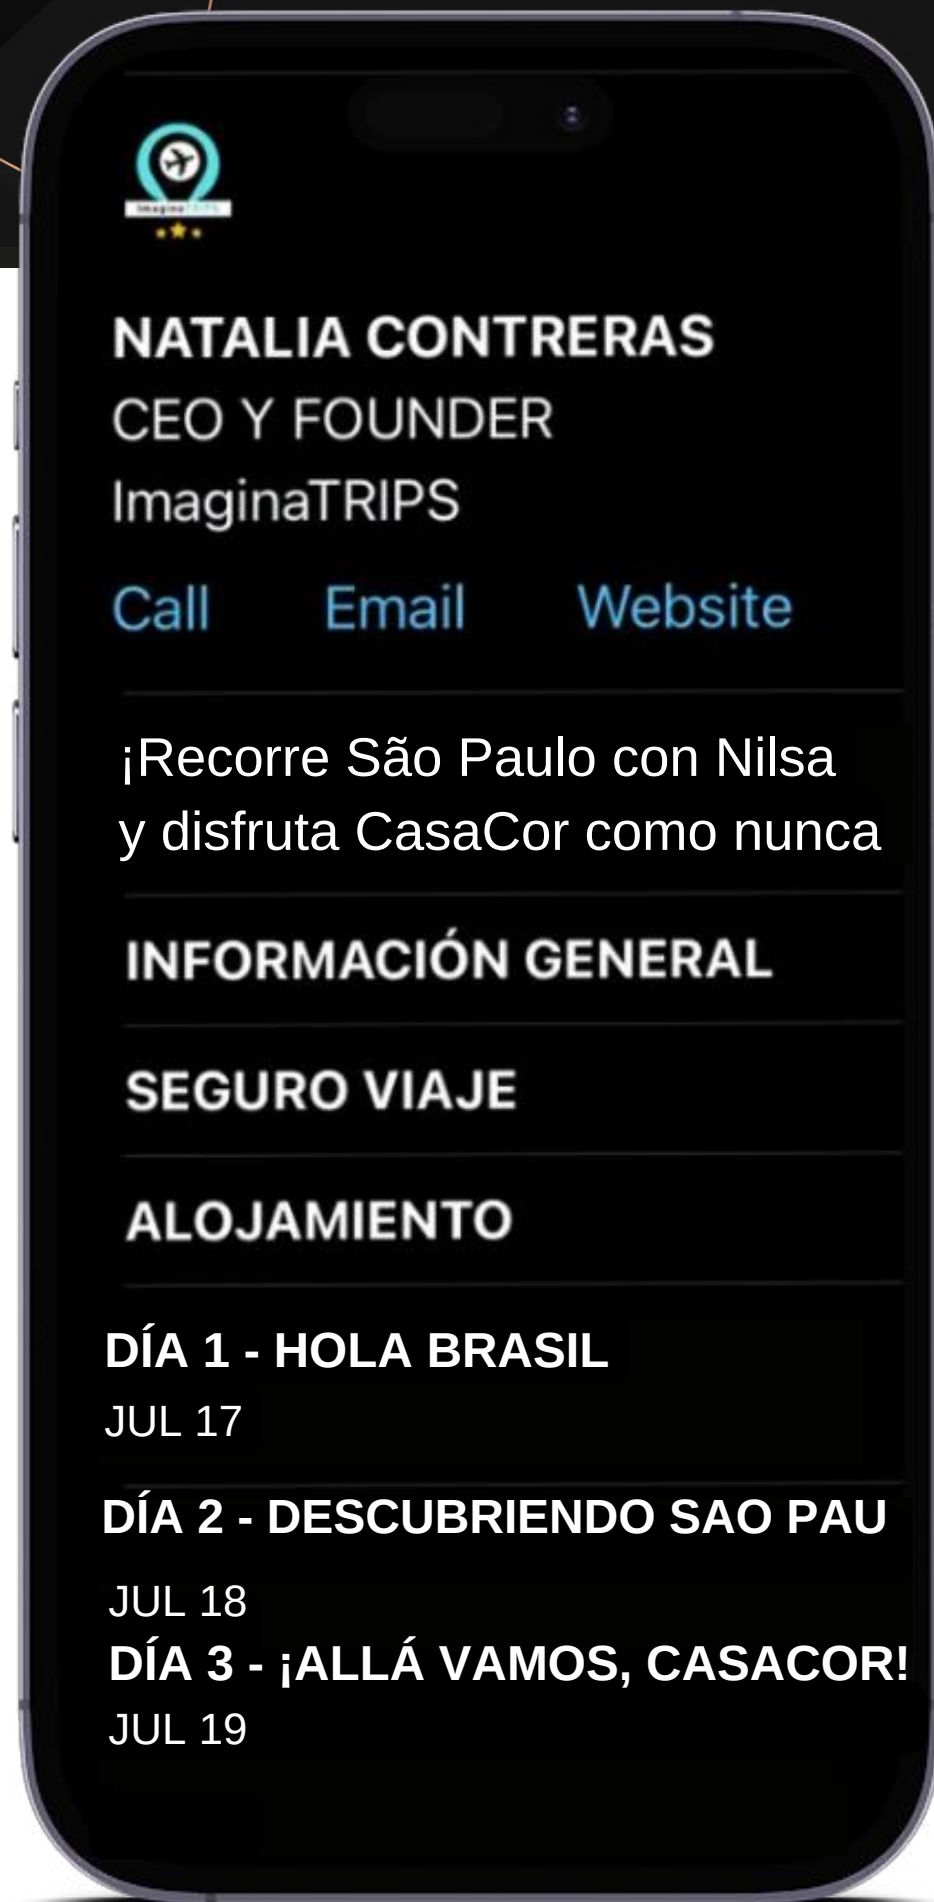 NATALIA CONTRERAS
CEO Y FOUNDER
ImaginaTRIPS
Call Email Website
¡Recorre São Paulo con Nilsa
y disfruta CasaCor como nunca
INFORMACIÓN GENERAL
SEGURO VIAJE
ALOJAMIENTO
DÍA 1 - HOLA BRASIL
JUL 17
DÍA 2 - DESCUBRIENDO SAO PAU
JUL 18
DÍA 3 - ¡ALLÁ VAMOS, CASACOR!
JUL 19